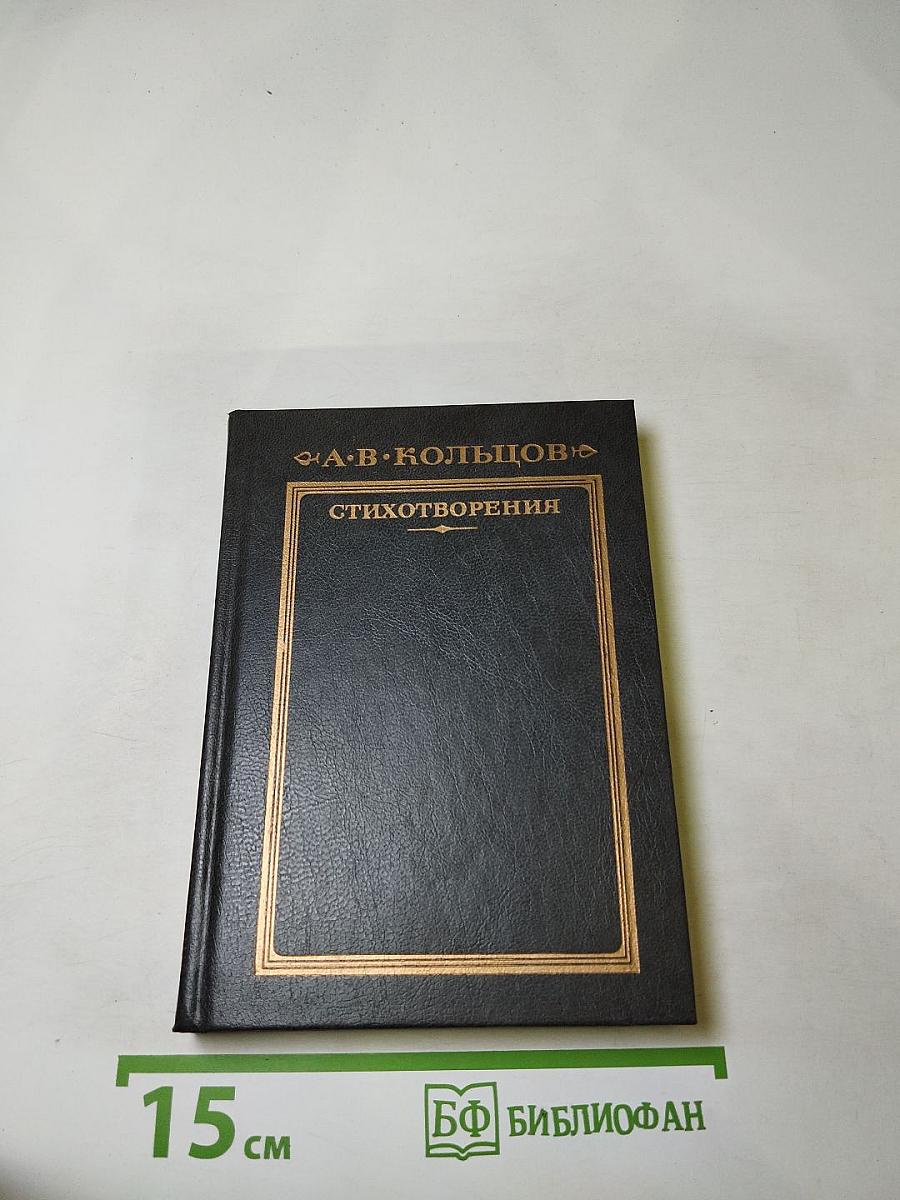 А·В·КОЛЬЦОВ
СТИХОТВОРЕНИЯ
15 см
БФ БИБЛИОФАН